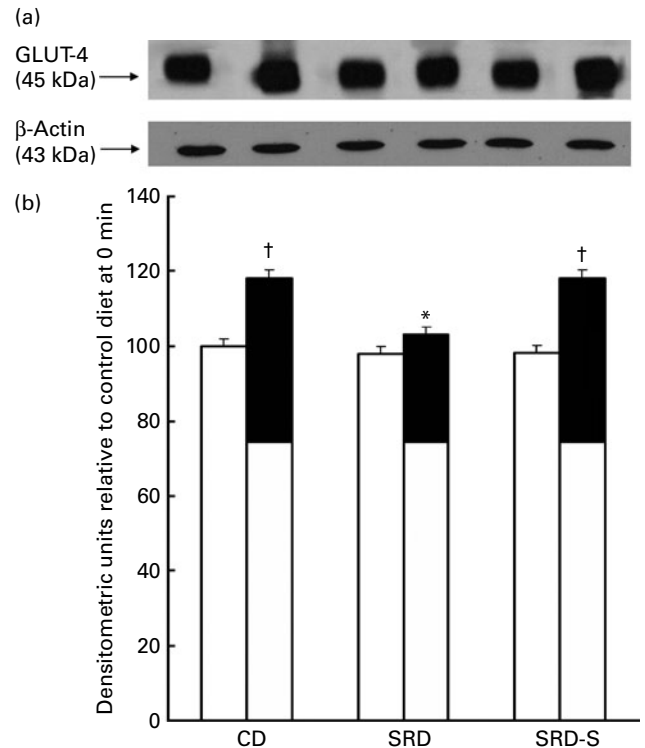 (a)
GLUT-4
(45 kDa)
β-Actin
(43 kDa)
(b)
Densitometric units relative to control diet at 0 min
140
120
100
80
60
40
20
0
†
*
†
CD
SRD
SRD-S